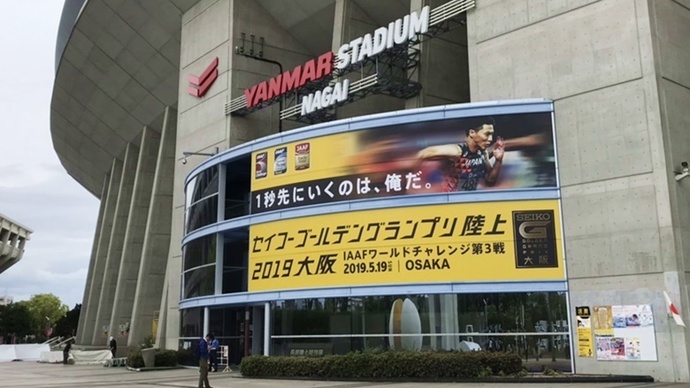 YANMAR STADIUM
NAGAI
JAPAN
1秒先にいくのは、俺だ。
セイコーゴールデングランプリ陸上
2019大阪
IAAFワールドチャレンジ第3戦
2019.5.19 | OSAKA
SEIKO
G